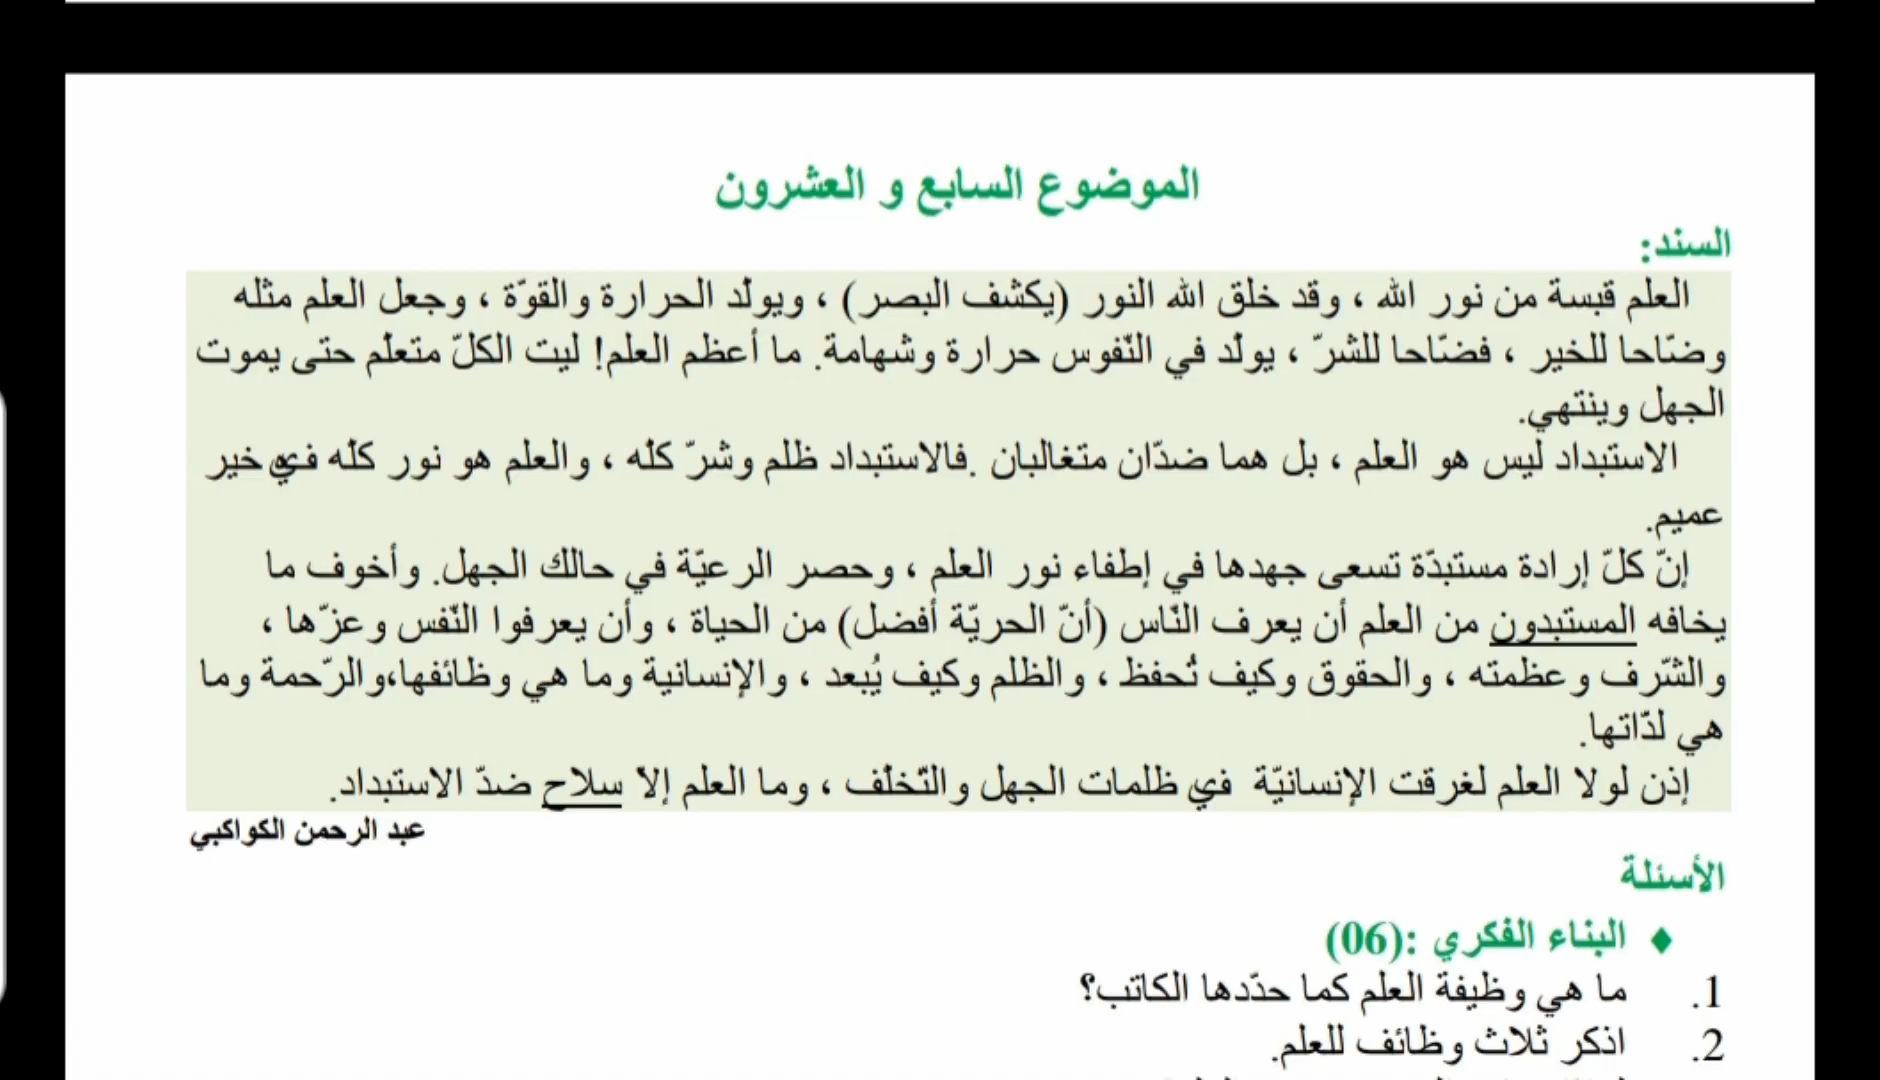 الموضوع السابع و العشرون
السند:
العلم قبسة من نور الله ، وقد خلق الله النور (يكشف البصر) ، ويولّد الحرارة والقوّة ، وجعل العلم مثله
وضّاحا للخير ، فضّاحا للشرّ ، يولّد في النّفوس حرارة وشهامة. ما أعظم العلم! ليت الكلّ متعلّم حتى يموت
الجهل وينتهي.
الاستبداد ليس هو العلم ، بل هما ضدّان متغالبان .فالاستبداد ظلم وشرّ كلّه ، والعلم هو نور كلّه في خير
عميم.
إنّ كلّ إرادة مستبدّة تسعى جهدها في إطفاء نور العلم ، وحصر الرعيّة في حالك الجهل. وأخوف ما
يخافه المستبدون من العلم أن يعرف النّاس (أنّ الحريّة أفضل) من الحياة ، وأن يعرفوا النّفس وعزّها ،
والشّرف وعظمته ، والحقوق وكيف تُحفظ ، والظلم وكيف يُبعد ، والإنسانية وما هي وظائفها،والرّحمة وما
هي لذّاتها.
إذن لولا العلم لغرقت الإنسانيّة في ظلمات الجهل والتّخلّف ، وما العلم إلاّ سلاح ضدّ الاستبداد.
عبد الرحمن الكواكبي
الأسئلة
♦ البناء الفكري :(06)
1. ما هي وظيفة العلم كما حدّدها الكاتب؟
2. اذكر ثلاث وظائف للعلم.